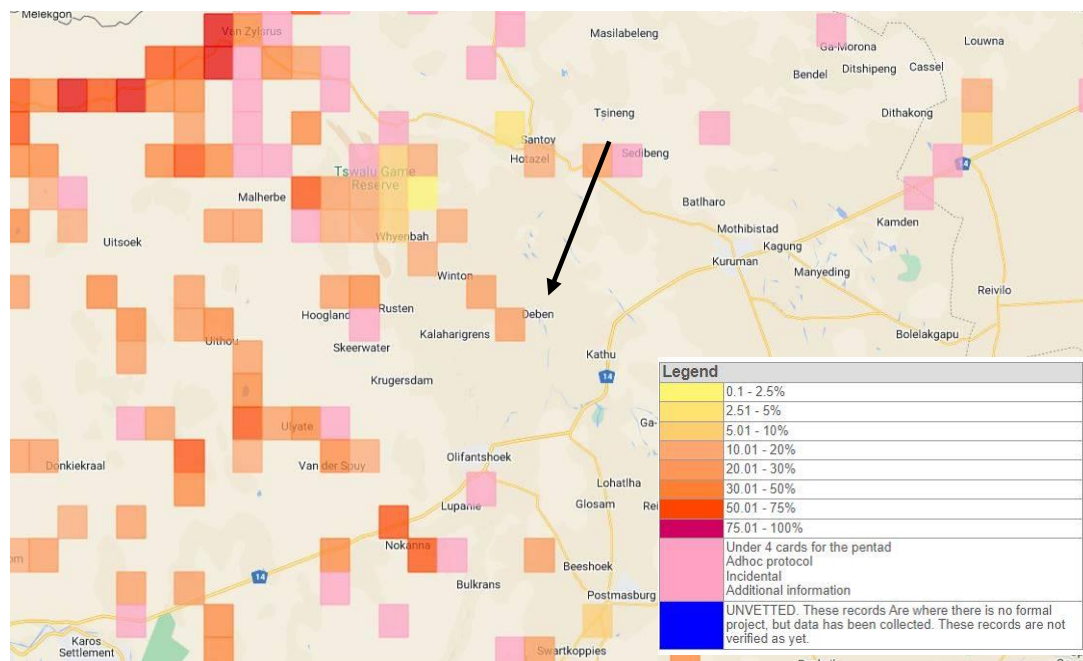 Melekgon
Van Zylsrus
Masilabeleng
Ga-Morona
Louwna
Bendel
Ditshipeng
Cassel
Tsineng
Dithakong
Santoy
Hotazel
Sedibeng
14
Tswalu Game
Reserve
Malherbe
Batlharo
Mothibistad
Kamden
Whyenbah
Kagung
Uitsoek
Kuruman
Manyeding
Winton
Reivilo
Rusten
Hoogland
Deben
Kalaharigrens
Bolelakgapu
Uithou
Skeerwater
Kathu
14
Krugersdam
Legend
0.1 - 2.5%
2.51 - 5%
5.01 - 10%
10.01 - 20%
20.01 - 30%
30.01 - 50%
50.01 - 75%
75.01 - 100%
Under 4 cards for the pentad
Adhoc protocol
Incidental
Additional information
UNVETTED. These records Are where there is no formal
project, but data has been collected. These records are not
verified as yet.
Ulyate
Ga-
Olifantshoek
Donkiekraal
Van der Spuy
Lohatlha
Lupanie
Glosam
Rei
Nokanna
Beeshoek
14
Bulkrans
Postmasburg
Karos
Settlement
Swartkoppies